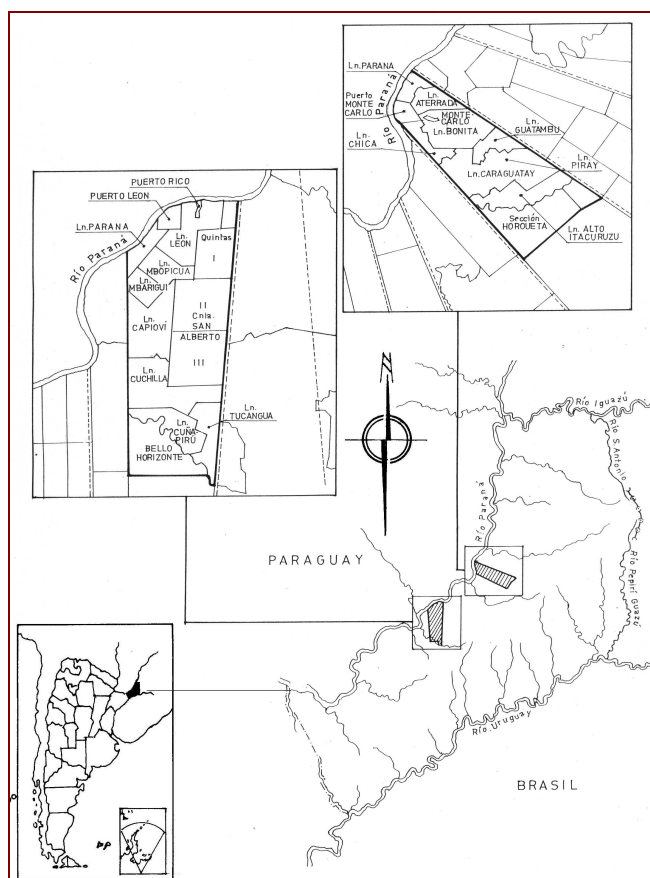 Ln. PARANA
Ln.
ATERRADA
Puerto
MONTE
CARLO
MONTE-
CARLO
Ln. BONITA
Ln.
GUATAMBU
Río Paraná
Ln.
CHICA
Ln.
PIRAY
Ln. CARAGUATAY
Sección
HOROUETA
Ln. ALTO
ITACURUZU
PUERTO RICO
PUERTO LEON
Ln. PARANA
Río Paraná
Ln.
LEON
Quintas
I
Ln.
MBOPICUA
Ln.
MBARIGUI
II
Cnia.
SAN
ALBERTO
Ln.
CAPIOVÍ
III
Ln.
CUCHILLA
Ln.
TUCANGUA
Ln.
CUÑA-
PIRÚ
BELLO
HORIZONTE
N
Río Iguazú
Río S. Antonio
Río Paraná
Río Pepirí Guazú
PARAGUAY
Río Uruguay
BRASIL